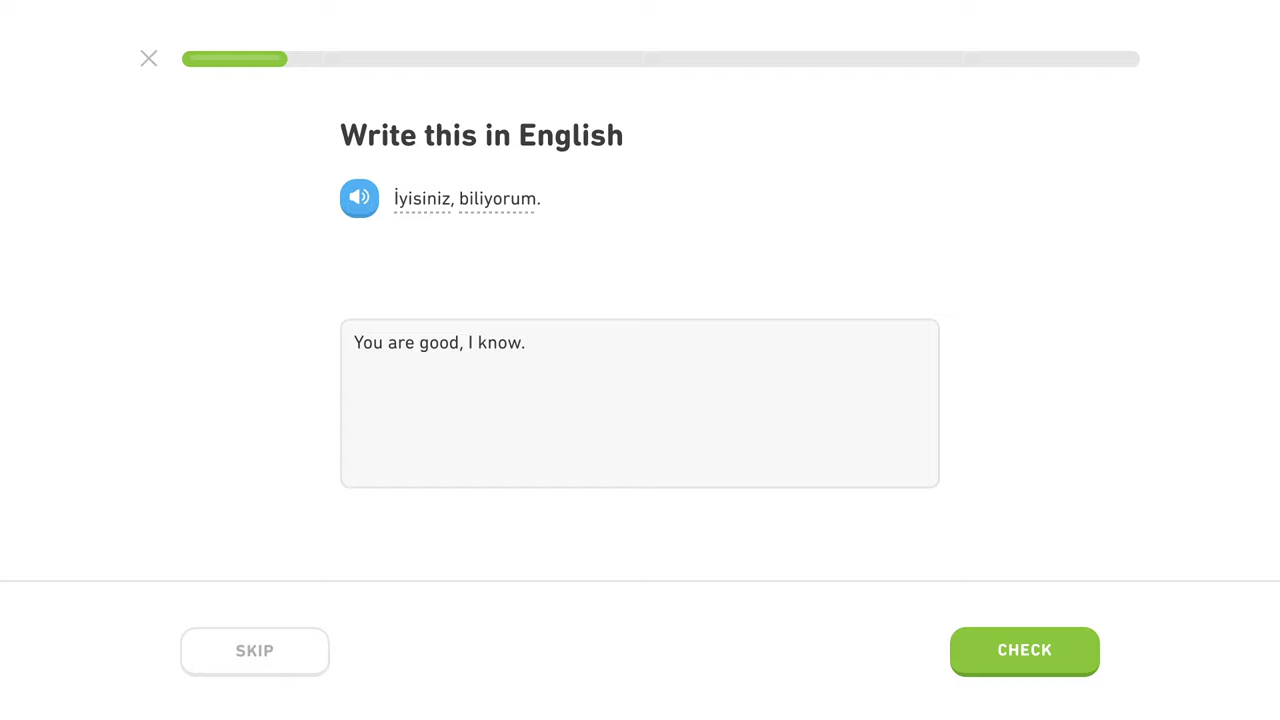 Write this in English
İyisiniz, biliyorum.
You are good, I know.
SKIP
CHECK